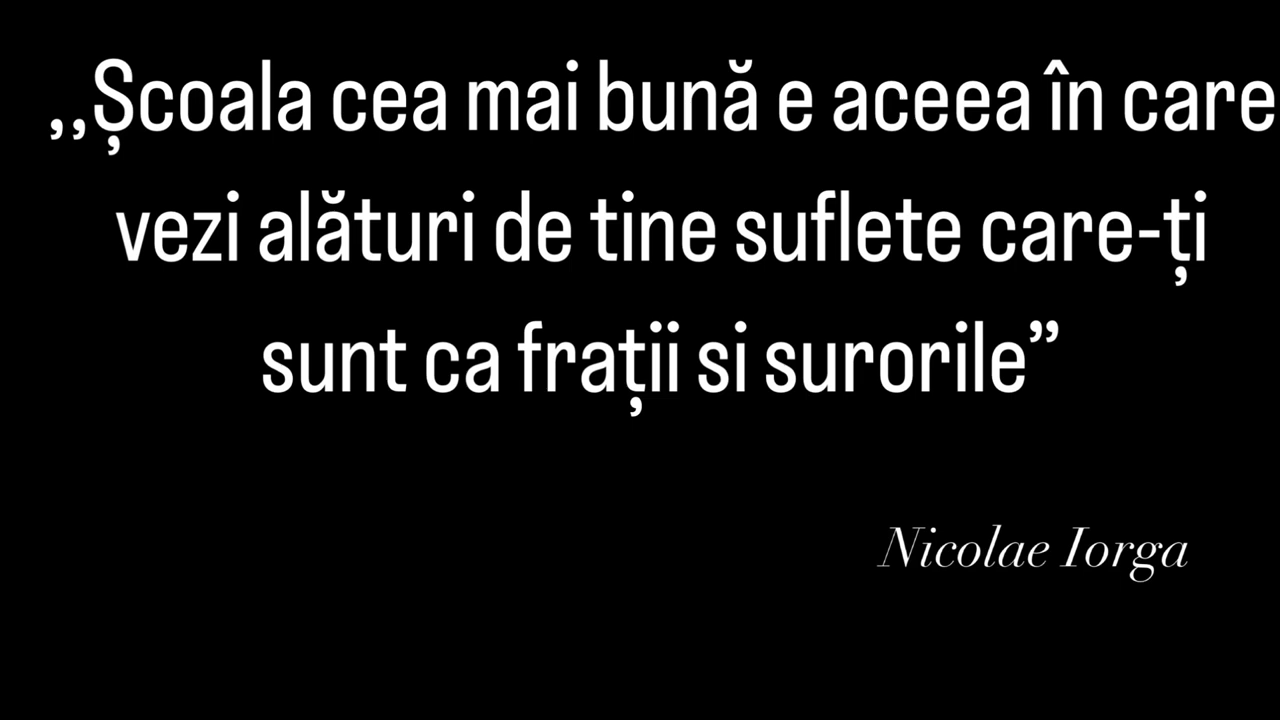 ,,Școala cea mai bună e aceea în care
vezi alături de tine suflete care-ți
sunt ca frații si surorile”
Nicolae Iorga